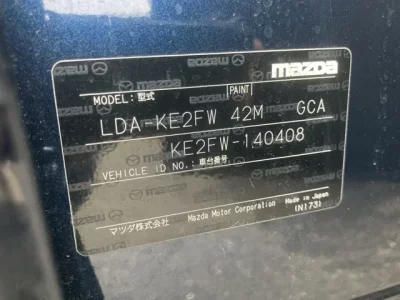 mazda
MODEL:型式 PAINT
LDA-KE2FW 42M GCA
KE2FW-140408
VEHICLE ID NO.:車台番号
マツダ株式会社 Mazda Motor Corporation Made in Japan
(N173)